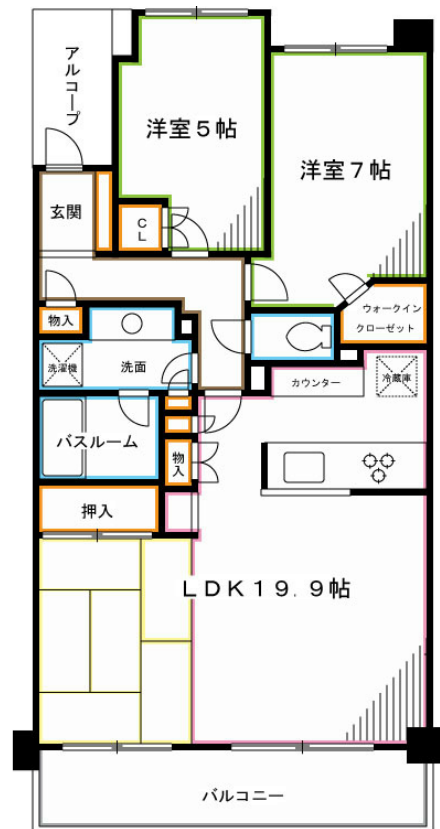 アルコーブ
洋室５帖
洋室７帖
玄関
CL
物入
洗濯機
洗面
ウォークイン
クローゼット
カウンター
冷蔵庫
バスルーム
物入
押入
ＬＤＫ１９.９帖
バルコニー